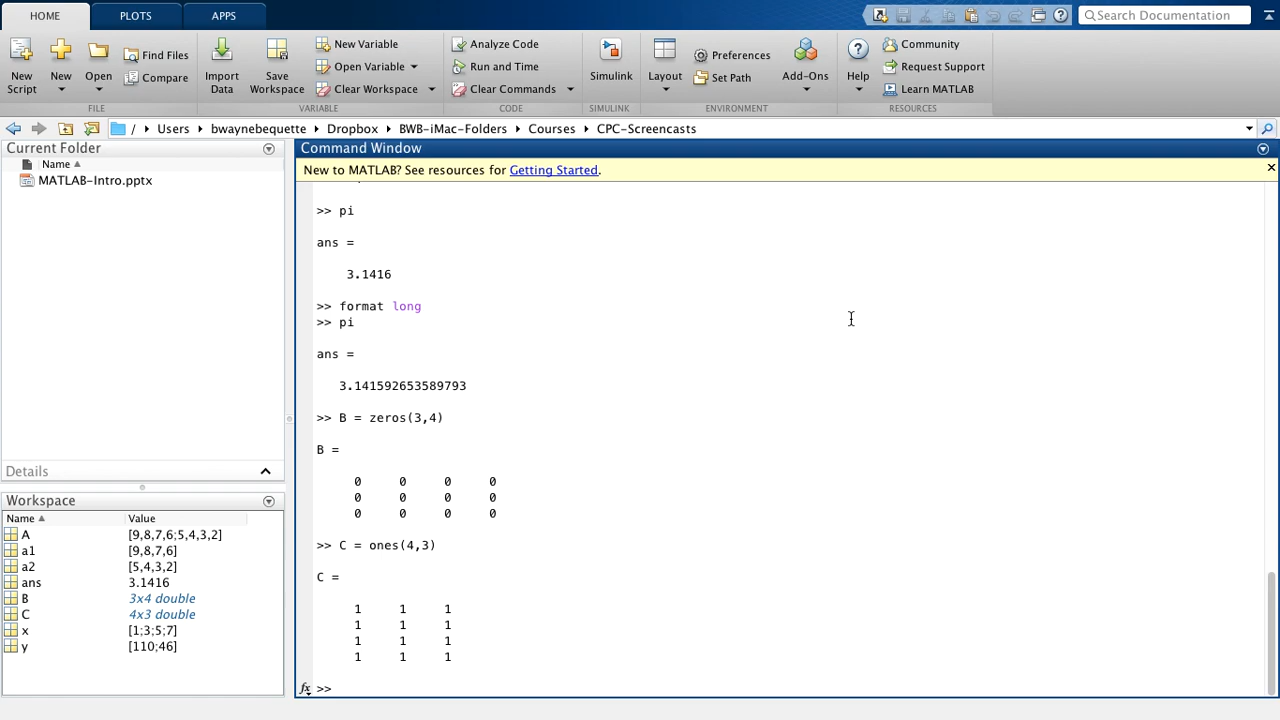 HOME PLOTS APPS Search Documentation
New Script New Open Find Files Compare Import Data Save Workspace New Variable Open Variable Clear Workspace Analyze Code Run and Time Clear Commands Simulink Layout Preferences Set Path Add-Ons Help Community Request Support Learn MATLAB
FILE VARIABLE CODE SIMULINK ENVIRONMENT RESOURCES
/ Users bwaynebequette Dropbox BWB-iMac-Folders Courses CPC-Screencasts
Current Folder
Name
MATLAB-Intro.pptx
Details
Workspace
Name Value
A [9,8,7,6;5,4,3,2]
a1 [9,8,7,6]
a2 [5,4,3,2]
ans 3.1416
B 3x4 double
C 4x3 double
x [1;3;5;7]
y [110;46]
Command Window
New to MATLAB? See resources for Getting Started.
>> pi
ans =
3.1416
>> format long
>> pi
ans =
3.141592653589793
>> B = zeros(3,4)
B =
0 0 0 0
0 0 0 0
0 0 0 0
>> C = ones(4,3)
C =
1 1 1
1 1 1
1 1 1
1 1 1
fx >>